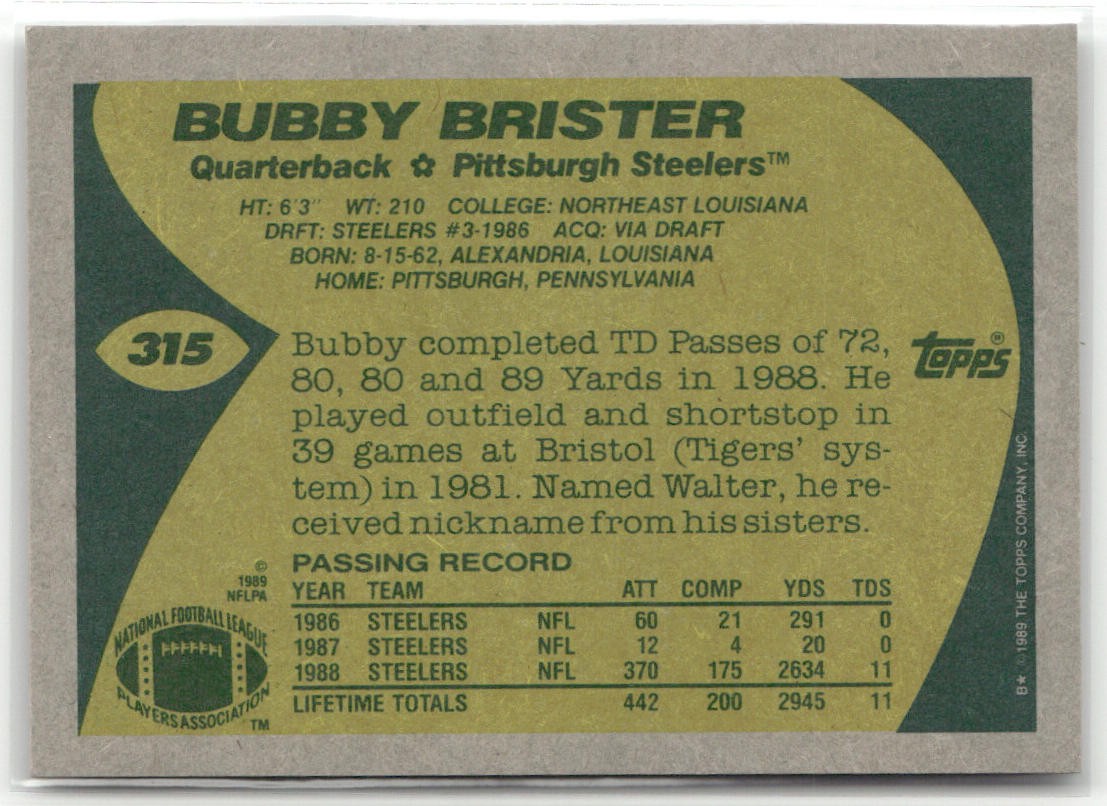 BUBBY BRISTER
Quarterback ✿ Pittsburgh Steelers™
HT: 6'3" WT: 210 COLLEGE: NORTHEAST LOUISIANA
DRFT: STEELERS #3-1986 ACQ: VIA DRAFT
BORN: 8-15-62, ALEXANDRIA, LOUISIANA
HOME: PITTSBURGH, PENNSYLVANIA
315
Bubby completed TD Passes of 72,
80, 80 and 89 Yards in 1988. He
played outfield and shortstop in
39 games at Bristol (Tigers' sys-
tem) in 1981. Named Walter, he re-
ceived nickname from his sisters.
topps®
PASSING RECORD
YEAR TEAM ATT COMP YDS TDS
1986 STEELERS NFL 60 21 291 0
1987 STEELERS NFL 12 4 20 0
1988 STEELERS NFL 370 175 2634 11
LIFETIME TOTALS 442 200 2945 11
©
1989
NFLPA
NATIONAL FOOTBALL LEAGUE
PLAYERS ASSOCIATION
™
B★ © 1989 THE TOPPS COMPANY, INC.